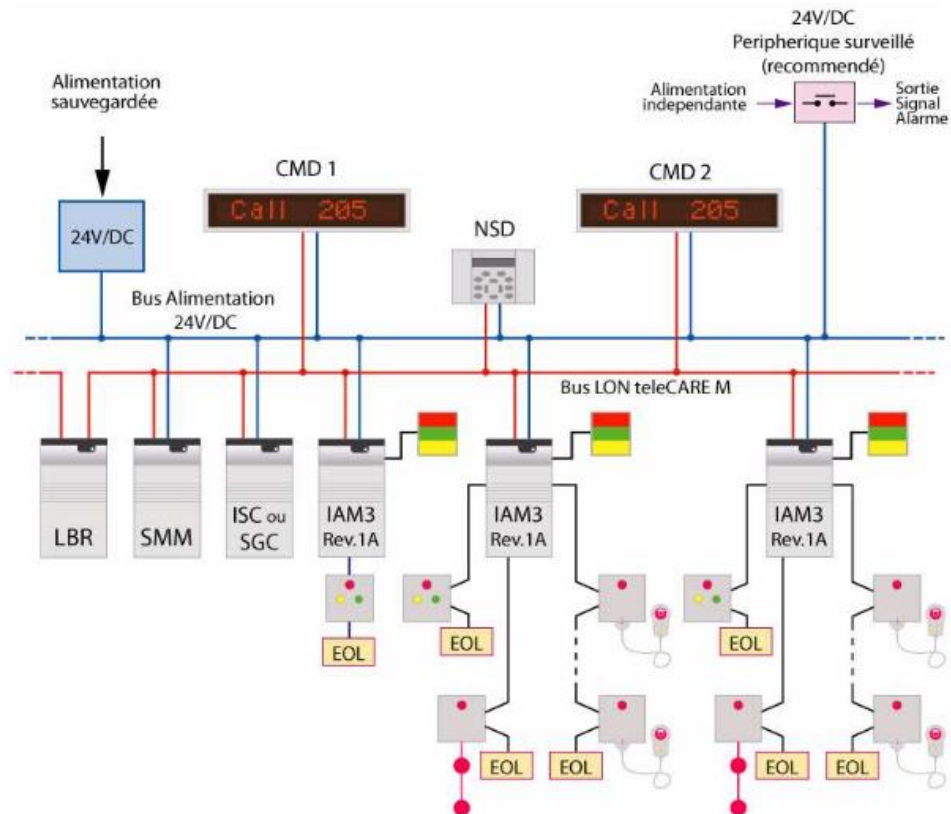 24V/DC
Peripherique surveillé
(recommendé)
Alimentation
independante
Sortie
Signal
Alarme
Alimentation
sauvegardée
24V/DC
CMD 1
Call 205
NSD
CMD 2
Call 205
Bus Alimentation
24V/DC
Bus LON teleCARE M
LBR
SMM
ISC ou
SGC
IAM3
Rev.1A
IAM3
Rev.1A
IAM3
Rev.1A
EOL
EOL
EOL
EOL
EOL
EOL
EOL